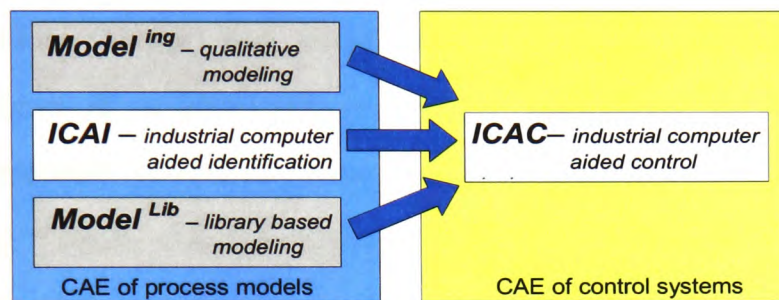 Model ing – qualitative
modeling
ICAI – industrial computer
aided identification
Model Lib – library based
modeling
CAE of process models
ICAC– industrial computer
aided control
CAE of control systems